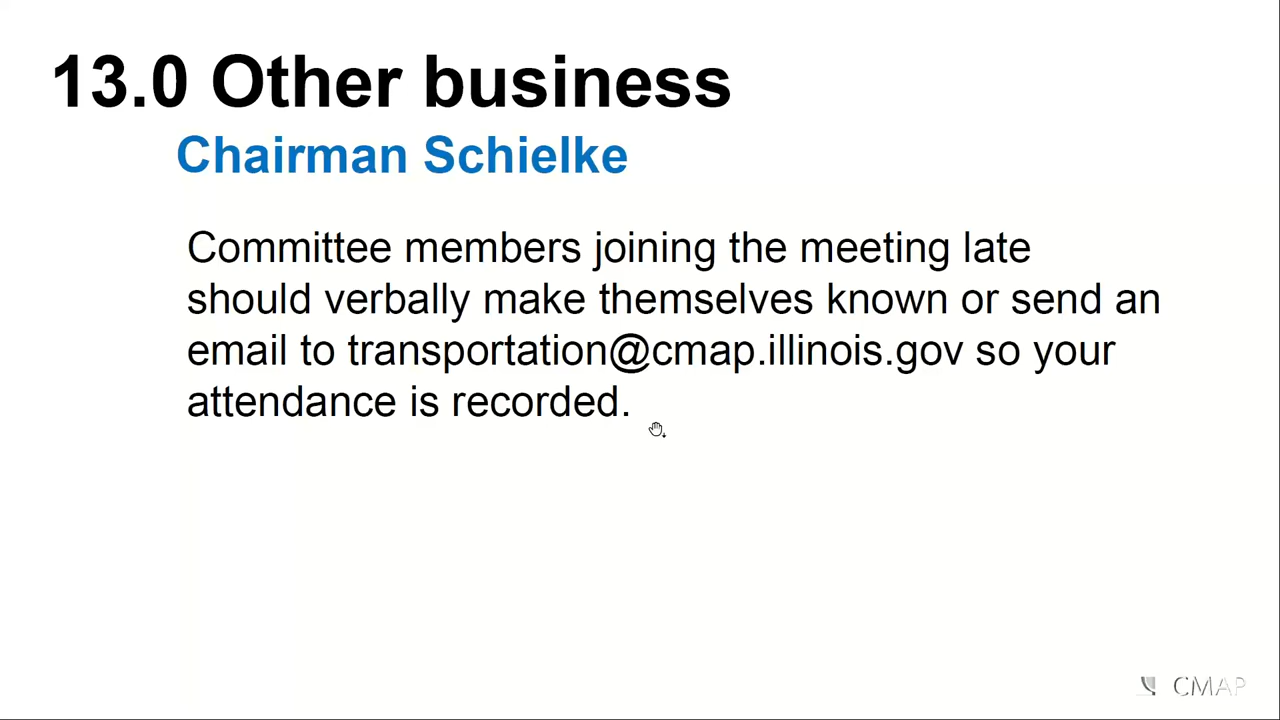 13.0 Other business
Chairman Schielke
Committee members joining the meeting late
should verbally make themselves known or send an
email to transportation@cmap.illinois.gov so your
attendance is recorded.
CMAP